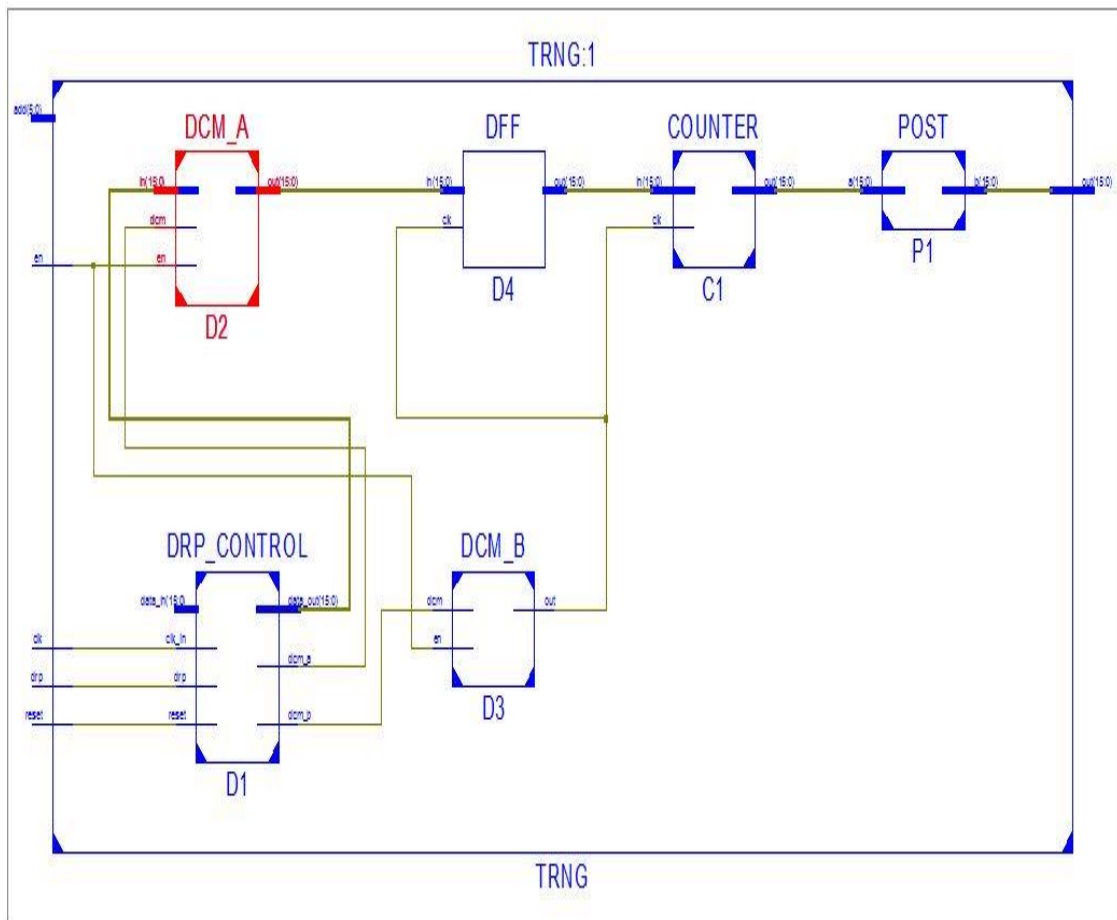 TRNG:1
add(5:0)
DCM_A
DFF
COUNTER
POST
in(15:0)
out(15:0)
in(15:0)
out(15:0)
in(15:0)
out(15:0)
a(15:0)
b(15:0)
out(15:0)
dcm
clk
clk
en
en
P1
D4
C1
D2
DRP_CONTROL
DCM_B
data_in(15:0)
data_out(15:0)
dcm
out
clk
clk_in
en
dcm_a
drp
drp
reset
reset
dcm_b
D3
D1
TRNG